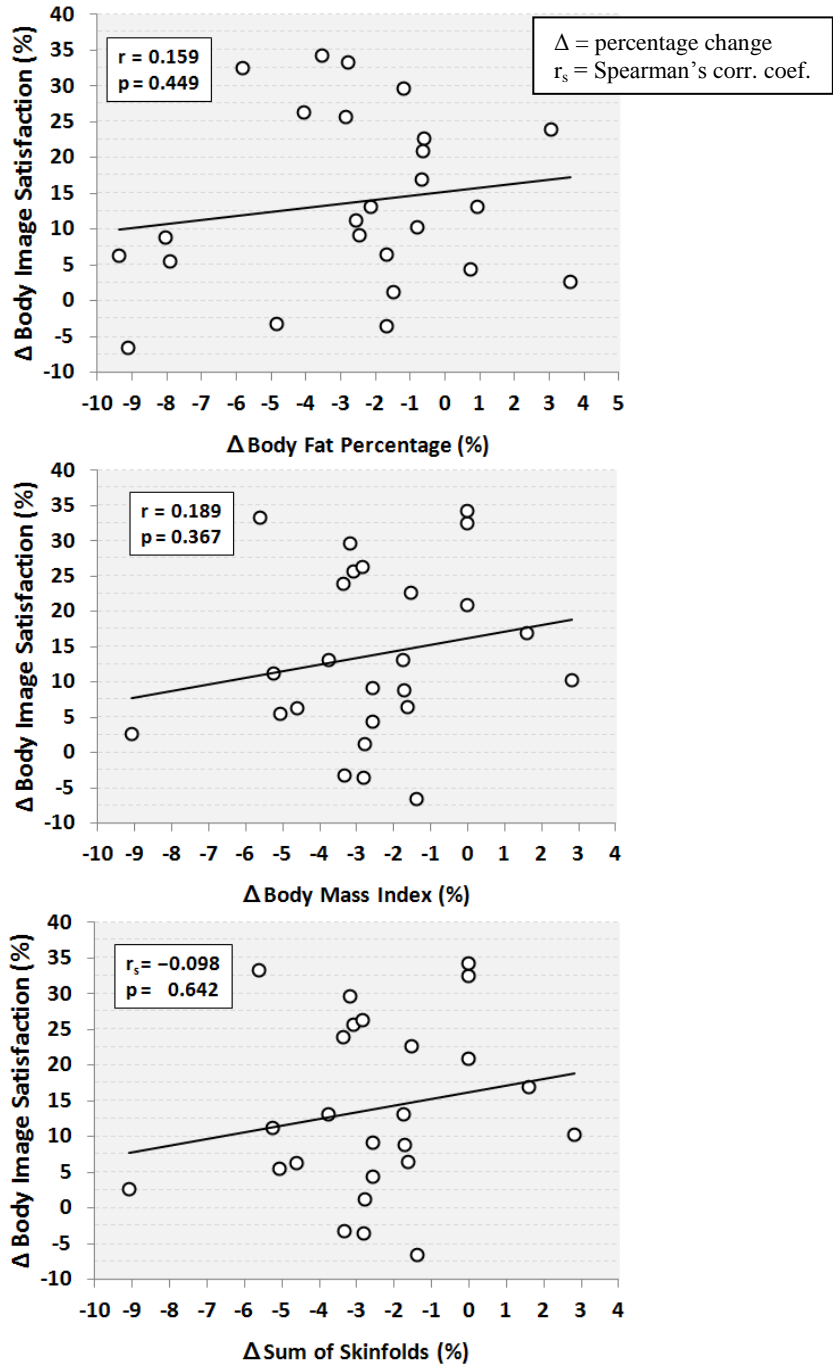 Δ = percentage change
rs = Spearman's corr. coef.
r = 0.159
p = 0.449
Δ Body Image Satisfaction (%)
40
35
30
25
20
15
10
5
0
-5
-10
-10 -9 -8 -7 -6 -5 -4 -3 -2 -1 0 1 2 3 4 5
Δ Body Fat Percentage (%)
r = 0.189
p = 0.367
Δ Body Image Satisfaction (%)
40
35
30
25
20
15
10
5
0
-5
-10
-10 -9 -8 -7 -6 -5 -4 -3 -2 -1 0 1 2 3 4
Δ Body Mass Index (%)
rs = −0.098
p = 0.642
Δ Body Image Satisfaction (%)
40
35
30
25
20
15
10
5
0
-5
-10
-10 -9 -8 -7 -6 -5 -4 -3 -2 -1 0 1 2 3 4
Δ Sum of Skinfolds (%)